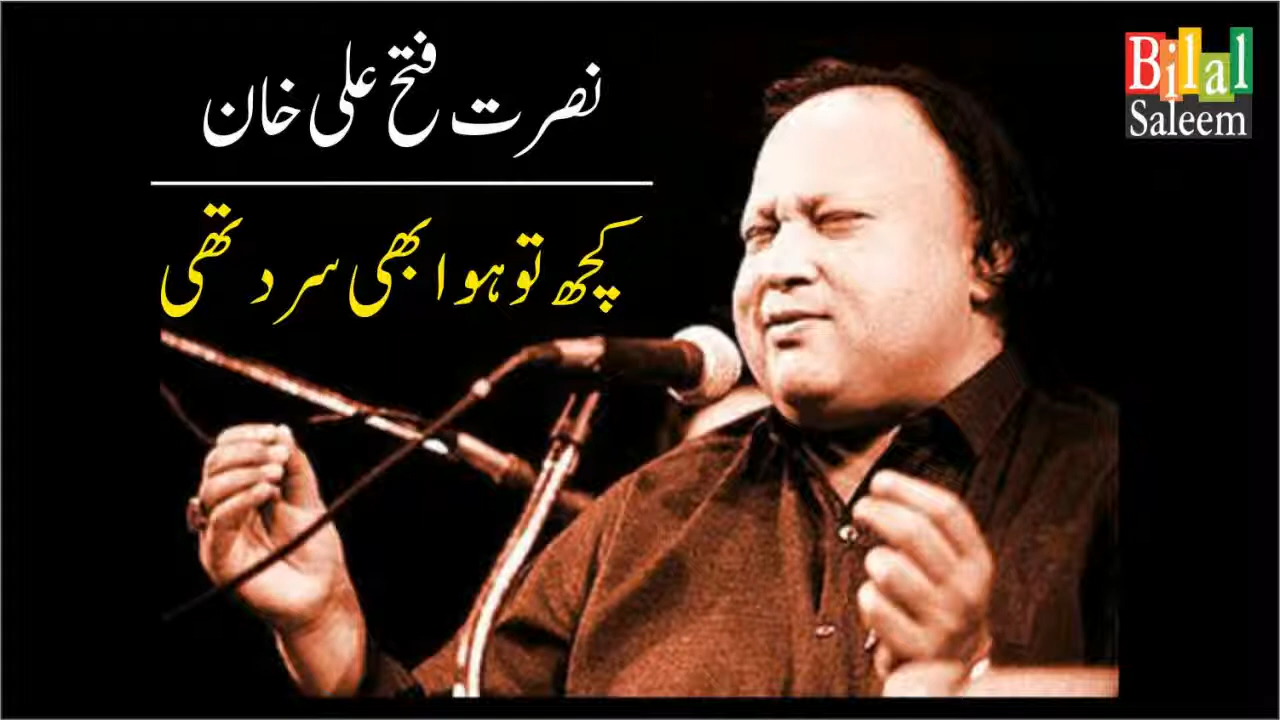 نصرت فتح علی خان
کچھ تو ہوا بھی سرد تھی
Bilal
Saleem